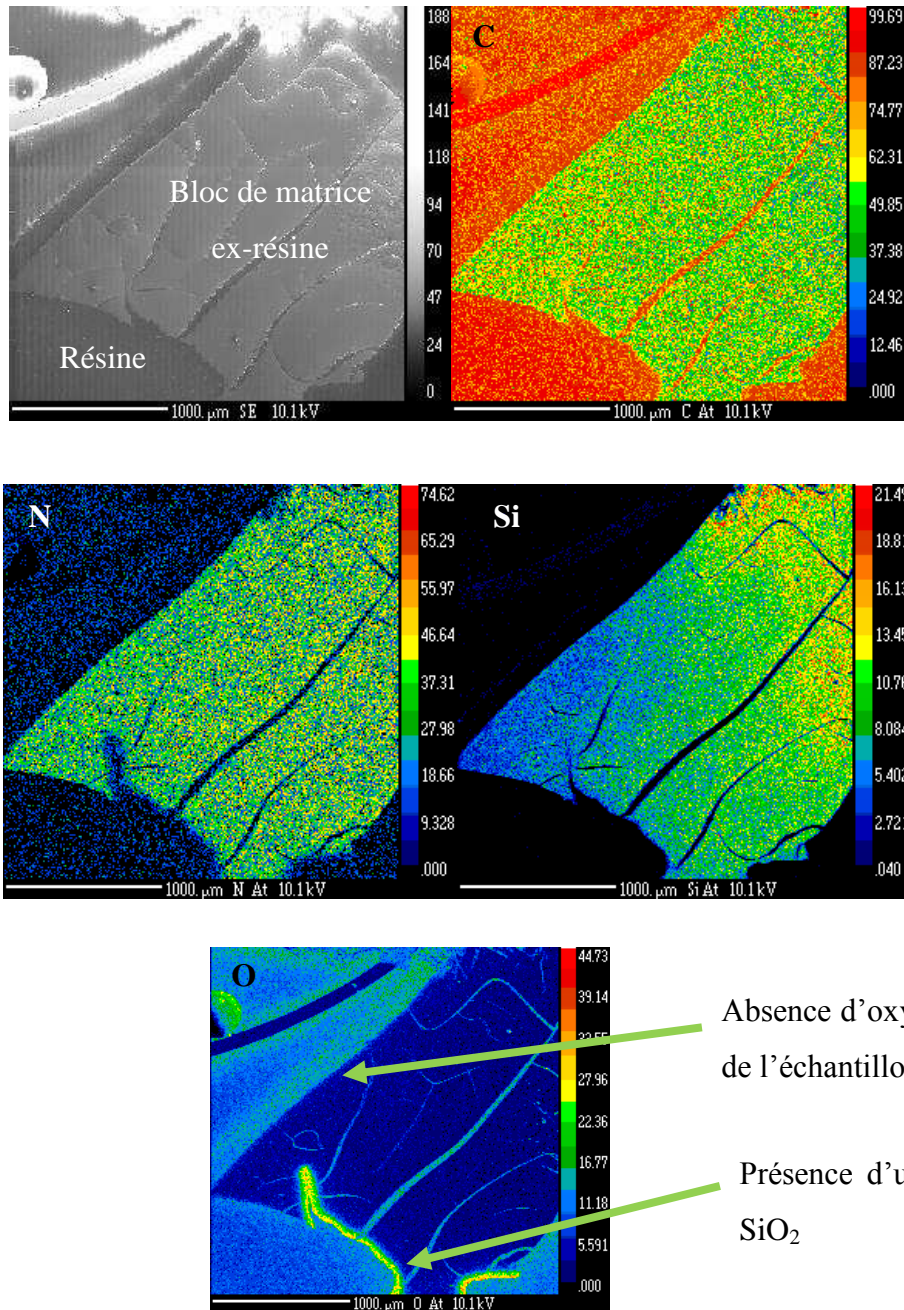 188
164
141
118
94
70
47
24
0
Bloc de matrice
ex-résine
Résine
1000. µm SE 10.1kV
C
99.69
87.23
74.77
62.31
49.85
37.38
24.92
12.46
.000
1000. µm C At 10.1kV
N
74.62
65.29
55.97
46.64
37.31
27.98
18.66
9.328
.000
1000. µm N At 10.1kV
Si
18.81
16.13
13.45
10.76
8.084
5.402
2.721
.040
1000. µm Si At 10.1kV
O
44.73
39.14
27.96
22.36
16.77
11.18
5.591
.000
1000. µm O At 10.1kV
Absence d’oxy
de l’échantillo
Présence d’u
SiO₂